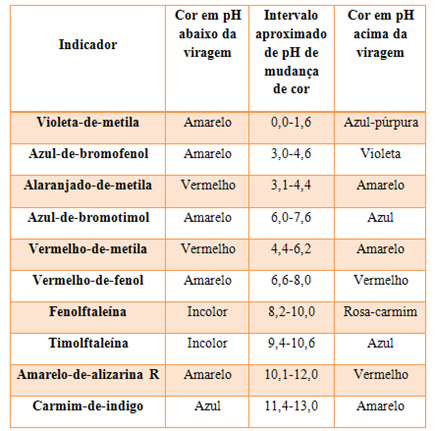 Indicador
Cor em pH
abaixo da
viragem
Intervalo
aproximado
de pH de
mudança
de cor
Cor em pH
acima da
viragem
Violeta-de-metila Amarelo 0,0-1,6 Azul-púrpura
Azul-de-bromofenol Amarelo 3,0-4,6 Violeta
Alaranjado-de-metila Vermelho 3,1-4,4 Amarelo
Azul-de-bromotimol Amarelo 6,0-7,6 Azul
Vermelho-de-metila Vermelho 4,4-6,2 Amarelo
Vermelho-de-fenol Amarelo 6,6-8,0 Vermelho
Fenolftaleína Incolor 8,2-10,0 Rosa-carmim
Timolftaleína Incolor 9,4-10,6 Azul
Amarelo-de-alizarina R Amarelo 10,1-12,0 Vermelho
Carmim-de-indigo Azul 11,4-13,0 Amarelo